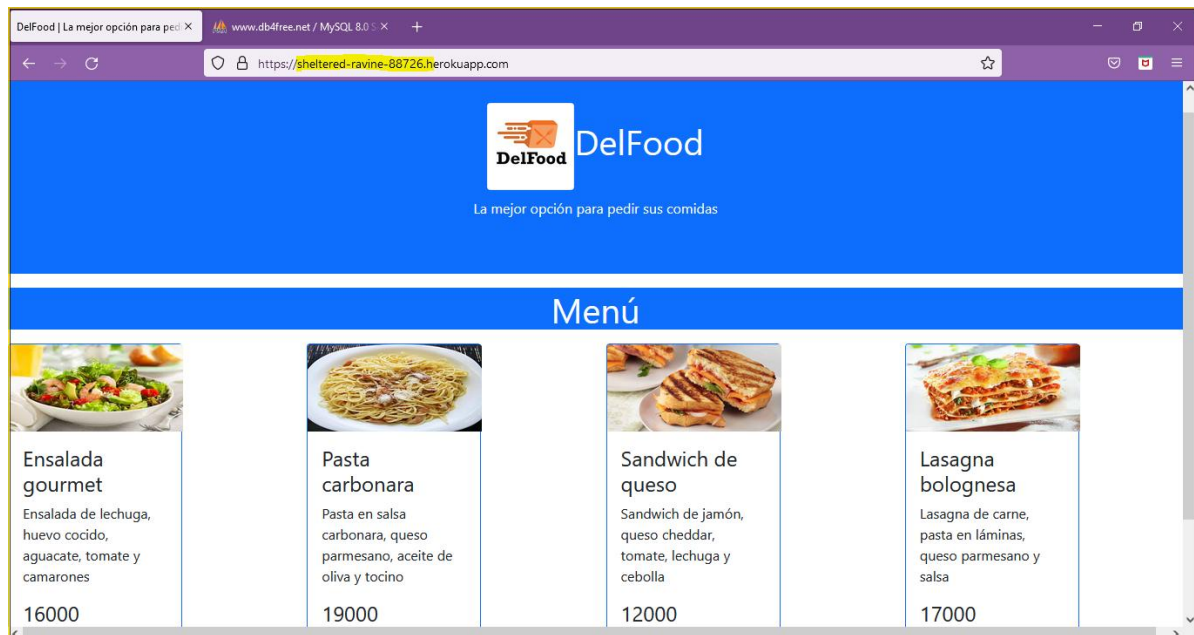 DelFood | La mejor opción para ped
www.db4free.net / MySQL 8.0 S
https://sheltered-ravine-88726.herokuapp.com
DelFood
DelFood
La mejor opción para pedir sus comidas
Menú
Ensalada
gourmet
Ensalada de lechuga,
huevo cocido,
aguacate, tomate y
camarones
16000
Pasta
carbonara
Pasta en salsa
carbonara, queso
parmesano, aceite de
oliva y tocino
19000
Sandwich de
queso
Sandwich de jamón,
queso cheddar,
tomate, lechuga y
cebolla
12000
Lasagna
bolognesa
Lasagna de carne,
pasta en láminas,
queso parmesano y
salsa
17000